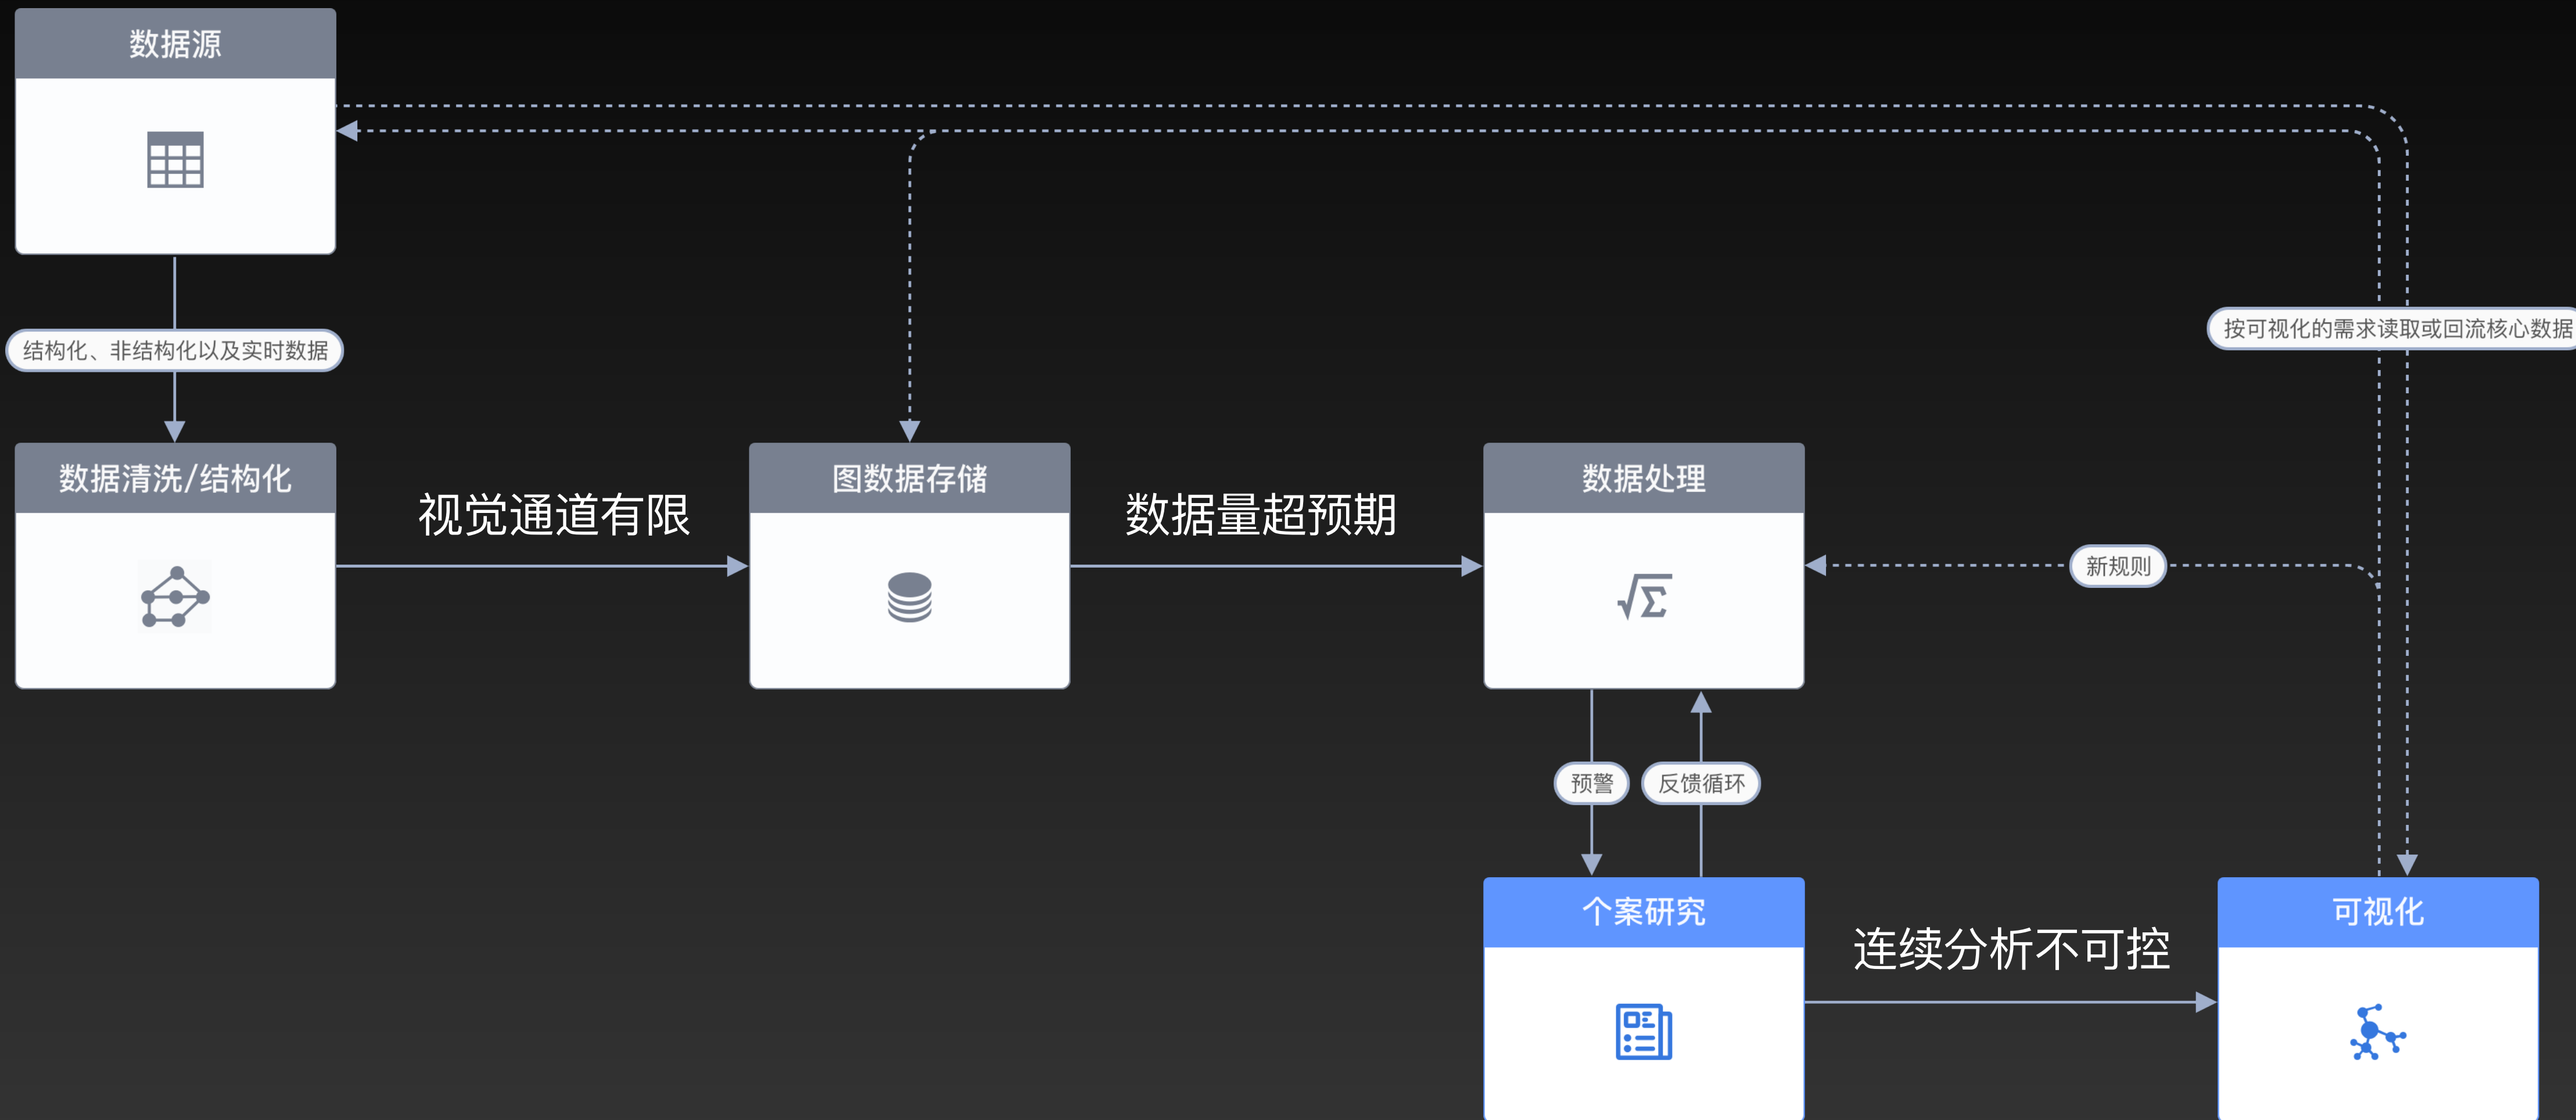 数据源
结构化、非结构化以及实时数据
按可视化的需求读取或回流核心数据
数据清洗/结构化
视觉通道有限
图数据存储
数据量超预期
数据处理
新规则
预警
反馈循环
个案研究
连续分析不可控
可视化